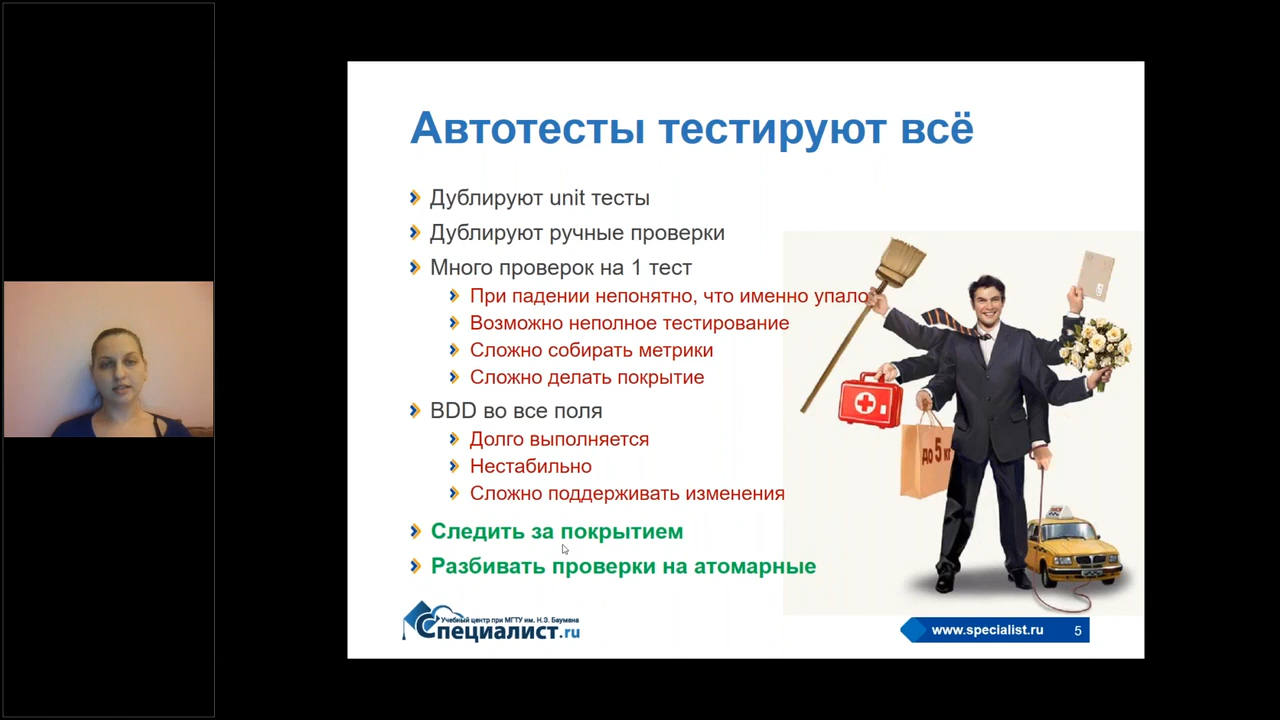 Автотесты тестируют всё
Дублируют unit тесты
Дублируют ручные проверки
Много проверок на 1 тест
При падении непонятно, что именно упало
Возможно неполное тестирование
Сложно собирать метрики
Сложно делать покрытие
BDD во все поля
Долго выполняется
Нестабильно
Сложно поддерживать изменения
Следить за покрытием
Разбивать проверки на атомарные
до 5 кг
Учебный центр при МГТУ им. Н.Э. Баумана
Специалист.ru
www.specialist.ru 5